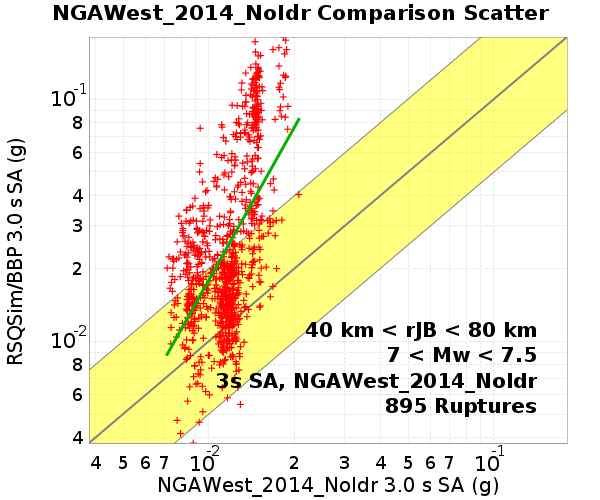 NGAWest_2014_NoIdr Comparison Scatter
RSQSim/BBP 3.0 s SA (g)
10-1
8
6
4
3
2
10-2
8
6
4
40 km < rJB < 80 km
7 < Mw < 7.5
3s SA, NGAWest_2014_NoIdr
895 Ruptures
4 5 6 7 10-2 2 3 4 5 6 7 10-1
NGAWest_2014_NoIdr 3.0 s SA (g)